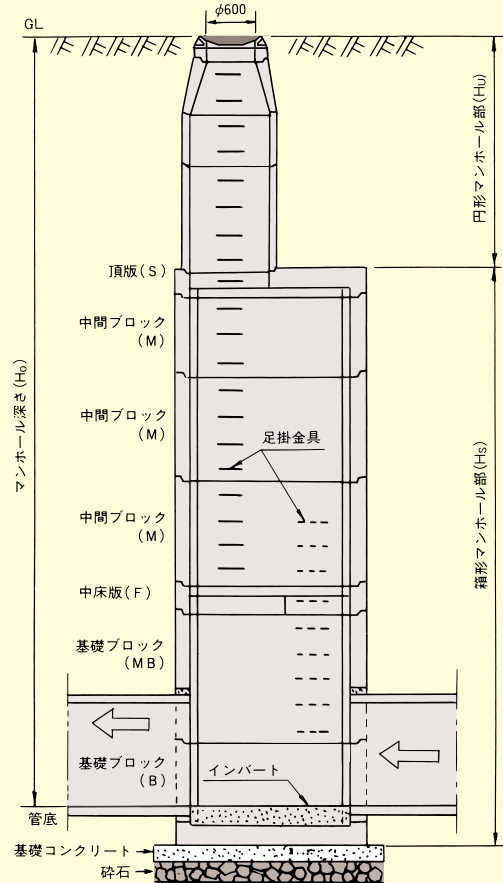 φ600
GL
円形マンホール部(Hu)
頂版(S)
中間ブロック
(M)
中間ブロック
(M)
マンホール深さ(Ho)
足掛金具
中間ブロック
(M)
箱形マンホール部(Hs)
中床版(F)
基礎ブロック
(MB)
基礎ブロック
(B)
インバート
管底
基礎コンクリート
砕石